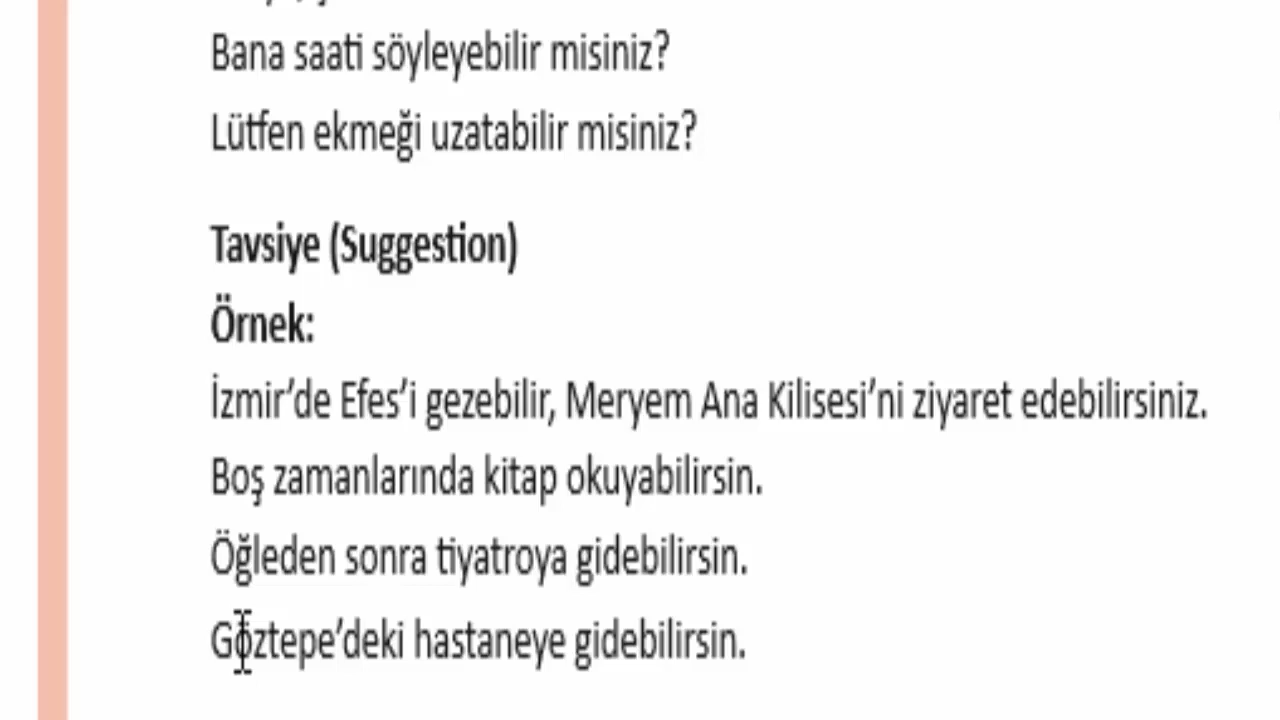 Bana saati söyleyebilir misiniz?
Lütfen ekmeği uzatabilir misiniz?
Tavsiye (Suggestion)
Örnek:
İzmir’de Efes’i gezebilir, Meryem Ana Kilisesi’ni ziyaret edebilirsiniz.
Boş zamanlarında kitap okuyabilirsin.
Öğleden sonra tiyatroya gidebilirsin.
Göztepe’deki hastaneye gidebilirsin.